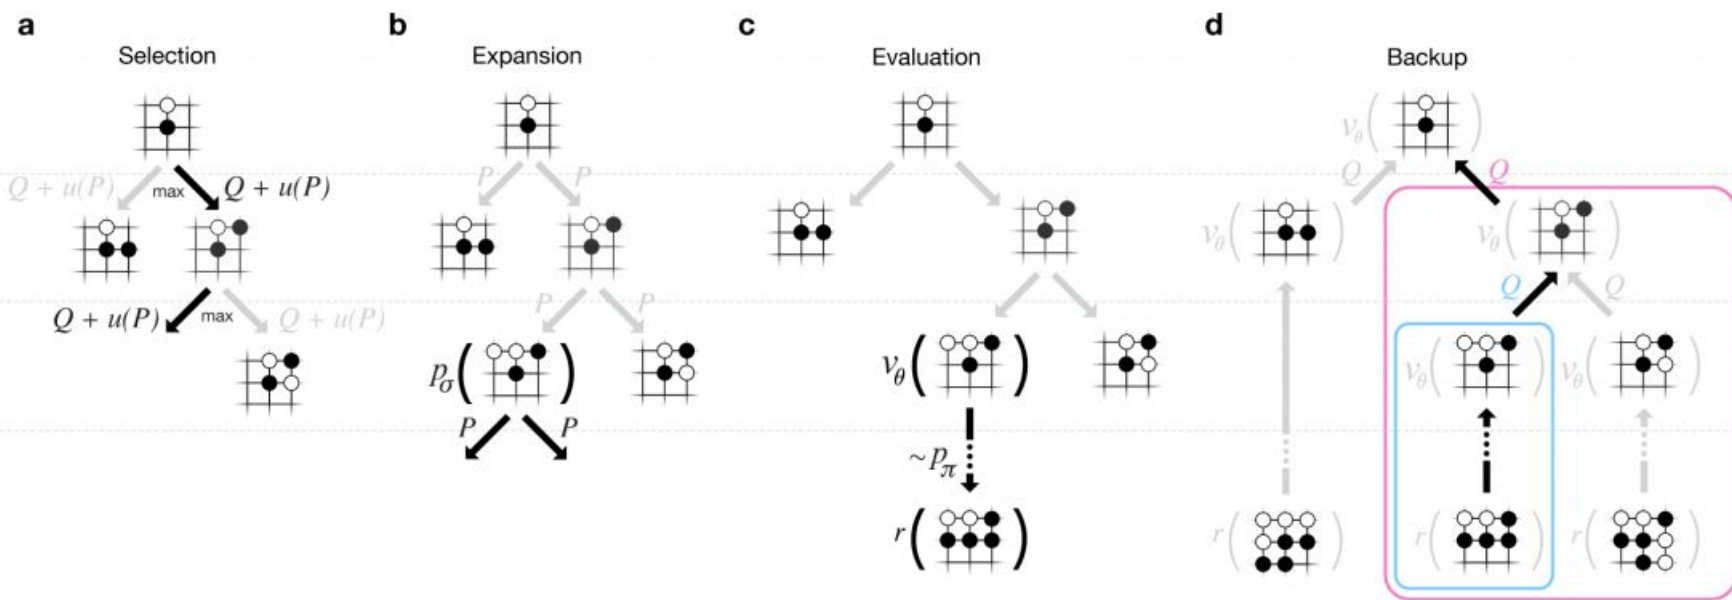 a
Selection
Q + u(P)
max
Q + u(P)
Q + u(P)
max
Q + u(P)
b
Expansion
P
P
P
P
pσ( )
P
P
c
Evaluation
vθ( )
~pπ
r( )
d
Backup
vθ( )
Q
Q
vθ( )
vθ( )
Q
Q
vθ( )
vθ( )
r( )
r( )
r( )